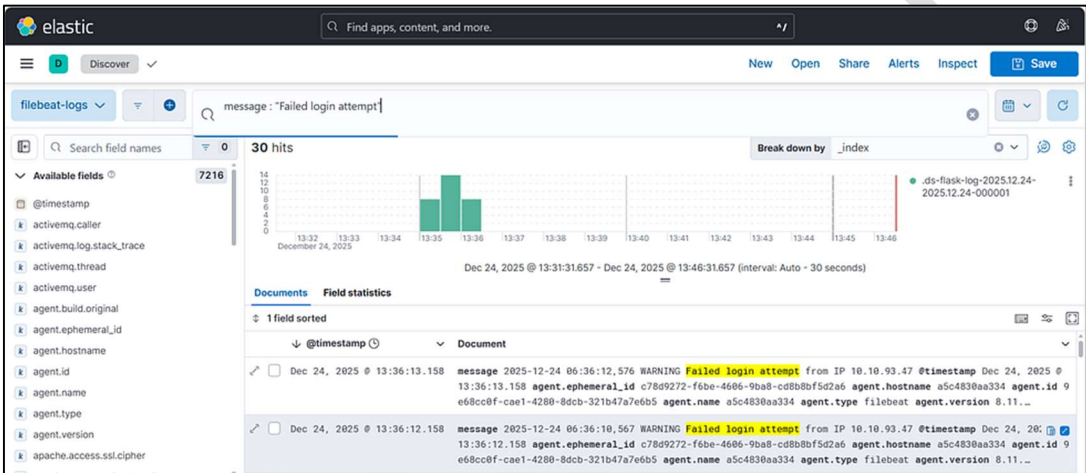 elastic
Find apps, content, and more.
^/
D Discover
New Open Share Alerts Inspect Save
filebeat-logs
message : "Failed login attempt"
Search field names 0
30 hits
Break down by _index
Available fields 7216
@timestamp
activemq.caller
activemq.log.stack_trace
activemq.thread
activemq.user
agent.build.original
agent.ephemeral_id
agent.hostname
agent.id
agent.name
agent.type
agent.version
apache.access.ssl.cipher
14
12
10
8
6
4
2
0
13:32 13:33 13:34 13:35 13:36 13:37 13:38 13:39 13:40 13:41 13:42 13:43 13:44 13:45 13:46
December 24, 2025
.ds-flask-log-2025.12.24-
2025.12.24-000001
Dec 24, 2025 @ 13:31:31.657 - Dec 24, 2025 @ 13:46:31.657 (interval: Auto - 30 seconds)
Documents Field statistics
1 field sorted
@timestamp Document
Dec 24, 2025 @ 13:36:13.158 message 2025-12-24 06:36:12,576 WARNING Failed login attempt from IP 10.10.93.47 @timestamp Dec 24, 2025 @
13:36:13.158 agent.ephemeral_id c78d9272-f6be-4606-9ba8-cd8b8bf5d2a6 agent.hostname a5c4830aa334 agent.id 9
e68cc0f-cae1-4280-8dcb-321b47a7e6b5 agent.name a5c4830aa334 agent.type filebeat agent.version 8.11.…
Dec 24, 2025 @ 13:36:12.158 message 2025-12-24 06:36:10,567 WARNING Failed login attempt from IP 10.10.93.47 @timestamp Dec 24,
13:36:12.158 agent.ephemeral_id c78d9272-f6be-4606-9ba8-cd8b8bf5d2a6 agent.hostname a5c4830aa334 agent.id 9
e68cc0f-cae1-4280-8dcb-321b47a7e6b5 agent.name a5c4830aa334 agent.type filebeat agent.version 8.11.…